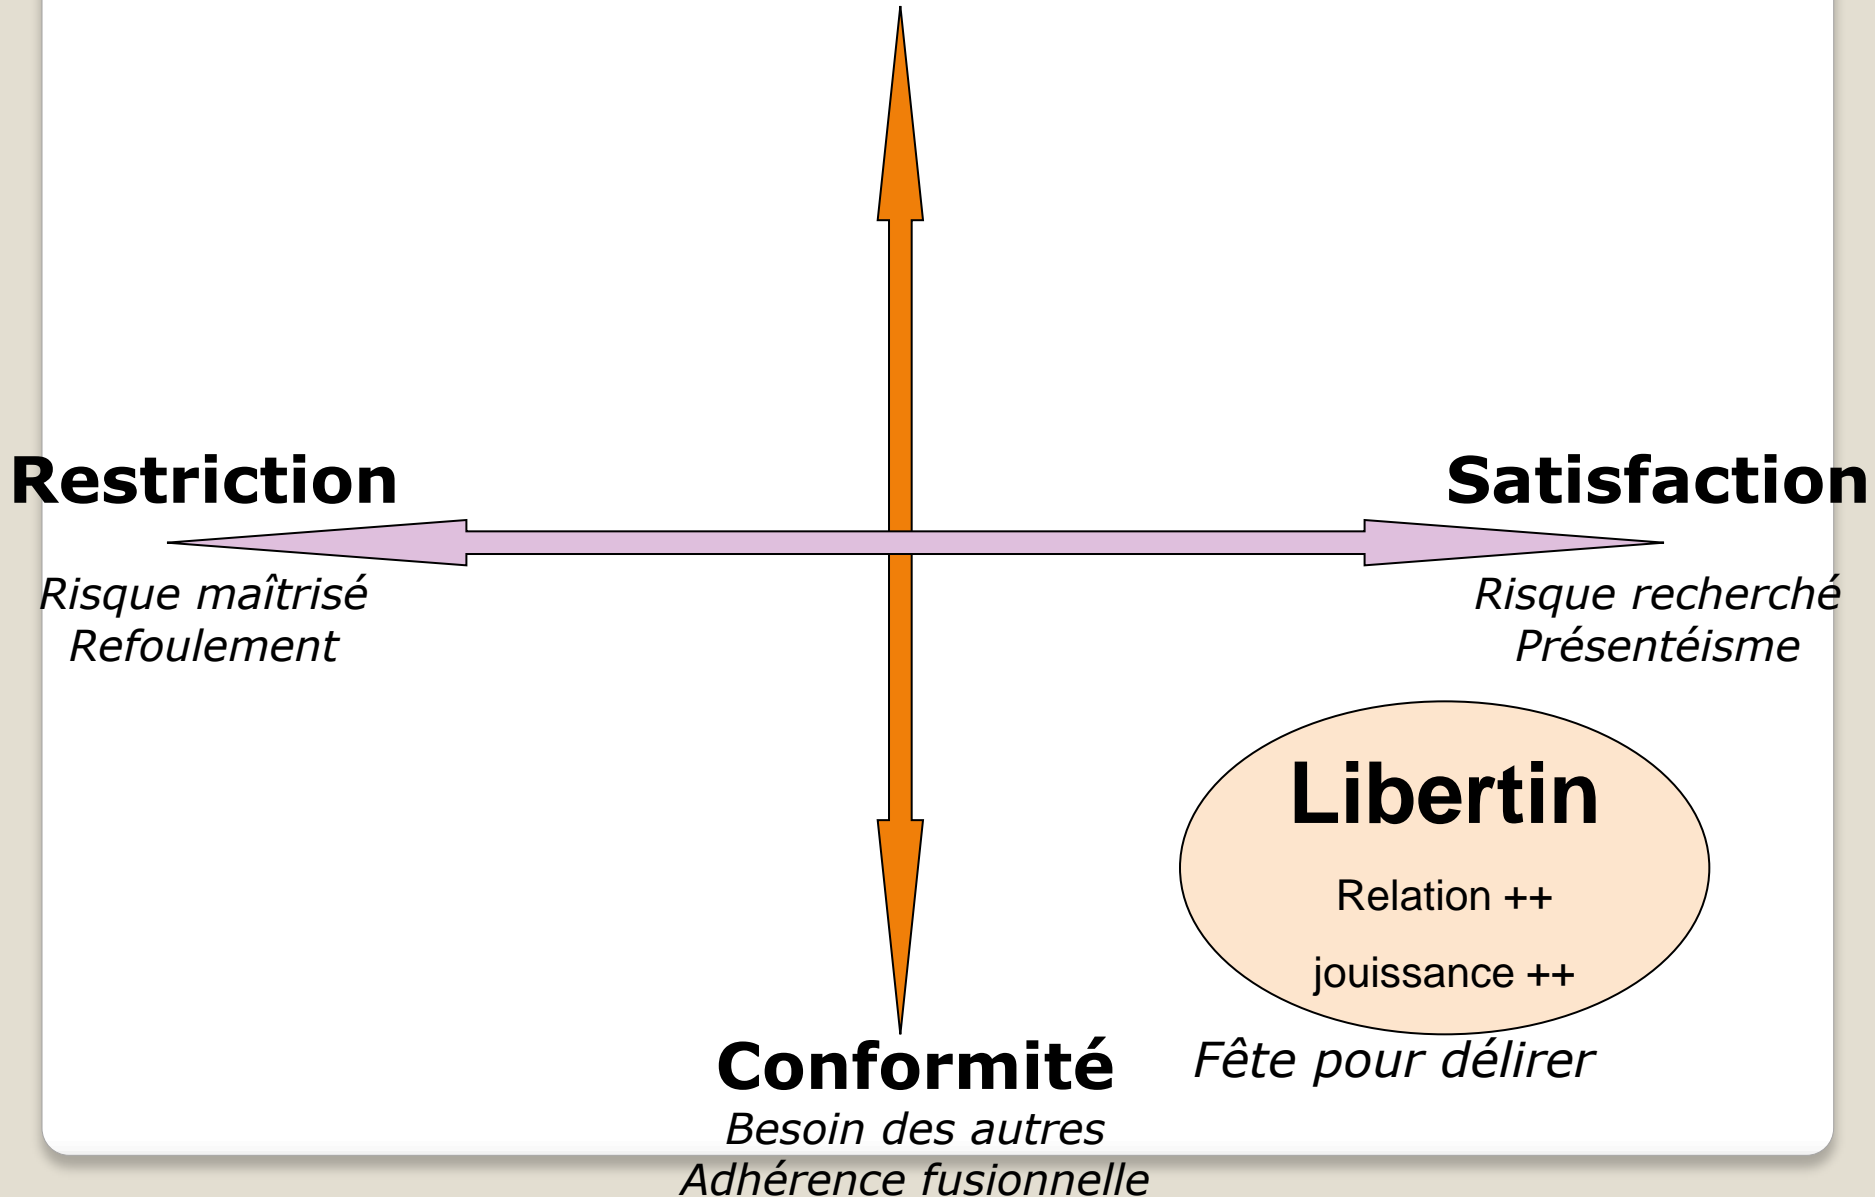 Restriction
Satisfaction
Risque maîtrisé
Refoulement
Risque recherché
Présentéisme
Libertin
Relation ++
jouissance ++
Fête pour délirer
Conformité
Besoin des autres
Adhérence fusionnelle